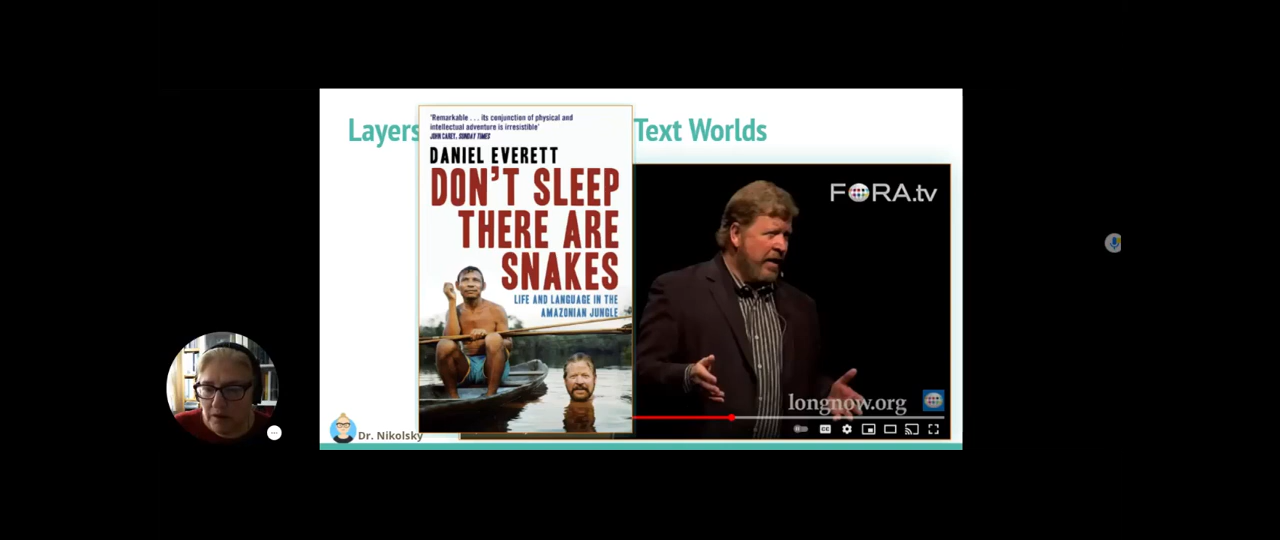 Layers
Text Worlds
'Remarkable . . . its conjunction of physical and
intellectual adventure is irresistible'
JOHN CAREY, SUNDAY TIMES
DANIEL EVERETT
DON'T SLEEP
THERE ARE
SNAKES
LIFE AND LANGUAGE IN THE
AMAZONIAN JUNGLE
FORA.tv
longnow.org
CC
Dr. Nikolsky